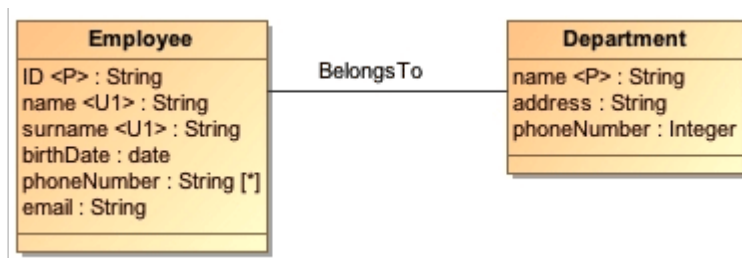 Employee
ID <P> : String
name <U1> : String
surname <U1> : String
birthDate : date
phoneNumber : String [*]
email : String
BelongsTo
Department
name <P> : String
address : String
phoneNumber : Integer